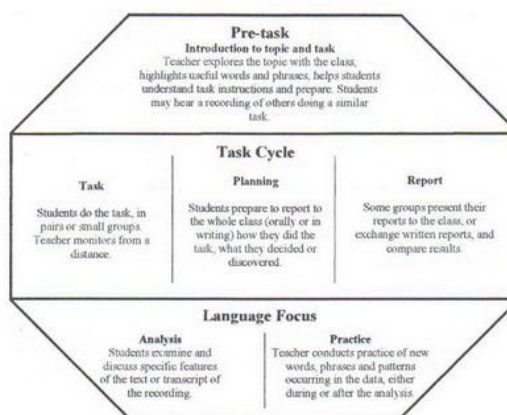 Pre-task
Introduction to topic and task
Teacher explores the topic with the class,
highlights useful words and phrases, helps students
understand task instructions and prepare. Students
may hear a recording of others doing a similar
task.
Task Cycle
Task
Students do the task, in
pairs or small groups.
Teacher monitors from a
distance.
Planning
Students prepare to report to
the whole class (orally or in
writing) how they did the
task, what they decided or
discovered.
Report
Some groups present their
reports to the class, or
exchange written reports, and
compare results.
Language Focus
Analysis
Students examine and
discuss specific features
of the text or transcript of
the recording.
Practice
Teacher conducts practice of new
words, phrases and patterns
occurring in the data, either
during or after the analysis.